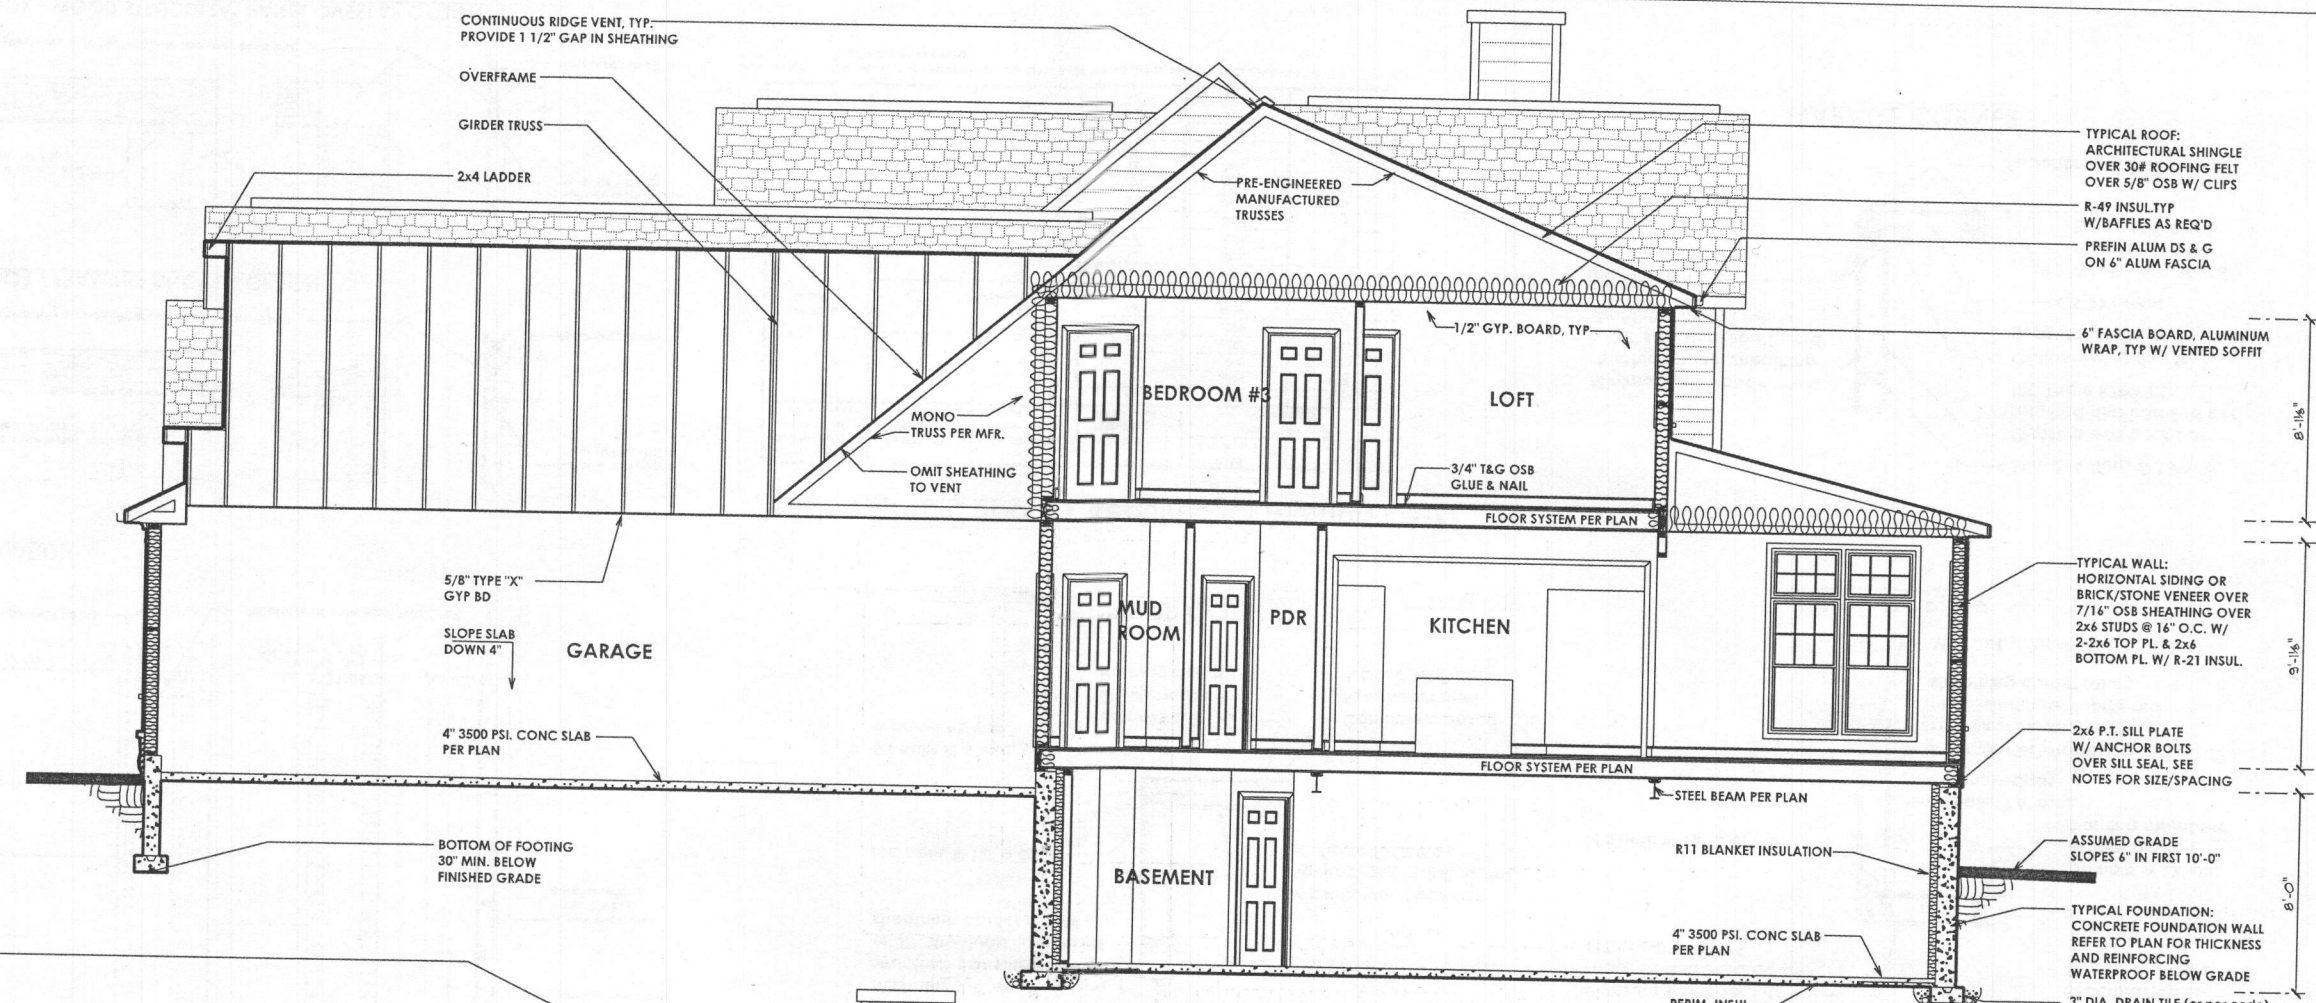 CONTINUOUS RIDGE VENT, TYP.
PROVIDE 1 1/2" GAP IN SHEATHING
OVERFRAME
GIRDER TRUSS
2x4 LADDER
PRE-ENGINEERED
MANUFACTURED
TRUSSES
TYPICAL ROOF:
ARCHITECTURAL SHINGLE
OVER 30# ROOFING FELT
OVER 5/8" OSB W/ CLIPS
R-49 INSUL.TYP
W/BAFFLES AS REQ'D
PREFIN ALUM DS & G
ON 6" ALUM FASCIA
6" FASCIA BOARD, ALUMINUM
WRAP, TYP W/ VENTED SOFFIT
1/2" GYP. BOARD, TYP
BEDROOM #3
LOFT
MONO
TRUSS PER MFR.
OMIT SHEATHING
TO VENT
3/4" T&G OSB
GLUE & NAIL
FLOOR SYSTEM PER PLAN
8'-1 1/8"
5/8" TYPE "X"
GYP BD
SLOPE SLAB
DOWN 4"
GARAGE
MUD
ROOM
PDR
KITCHEN
TYPICAL WALL:
HORIZONTAL SIDING OR
BRICK/STONE VENEER OVER
7/16" OSB SHEATHING OVER
2x6 STUDS @ 16" O.C. W/
2-2x6 TOP PL. & 2x6
BOTTOM PL. W/ R-21 INSUL.
9'-1 1/8"
4" 3500 PSI. CONC SLAB
PER PLAN
FLOOR SYSTEM PER PLAN
STEEL BEAM PER PLAN
2x6 P.T. SILL PLATE
W/ ANCHOR BOLTS
OVER SILL SEAL, SEE
NOTES FOR SIZE/SPACING
BOTTOM OF FOOTING
30" MIN. BELOW
FINISHED GRADE
BASEMENT
R11 BLANKET INSULATION
ASSUMED GRADE
SLOPES 6" IN FIRST 10'-0"
8'-0"
4" 3500 PSI. CONC SLAB
PER PLAN
TYPICAL FOUNDATION:
CONCRETE FOUNDATION WALL
REFER TO PLAN FOR THICKNESS
AND REINFORCING
WATERPROOF BELOW GRADE
PERIM. INSUL
3" DIA. DRAIN TILE